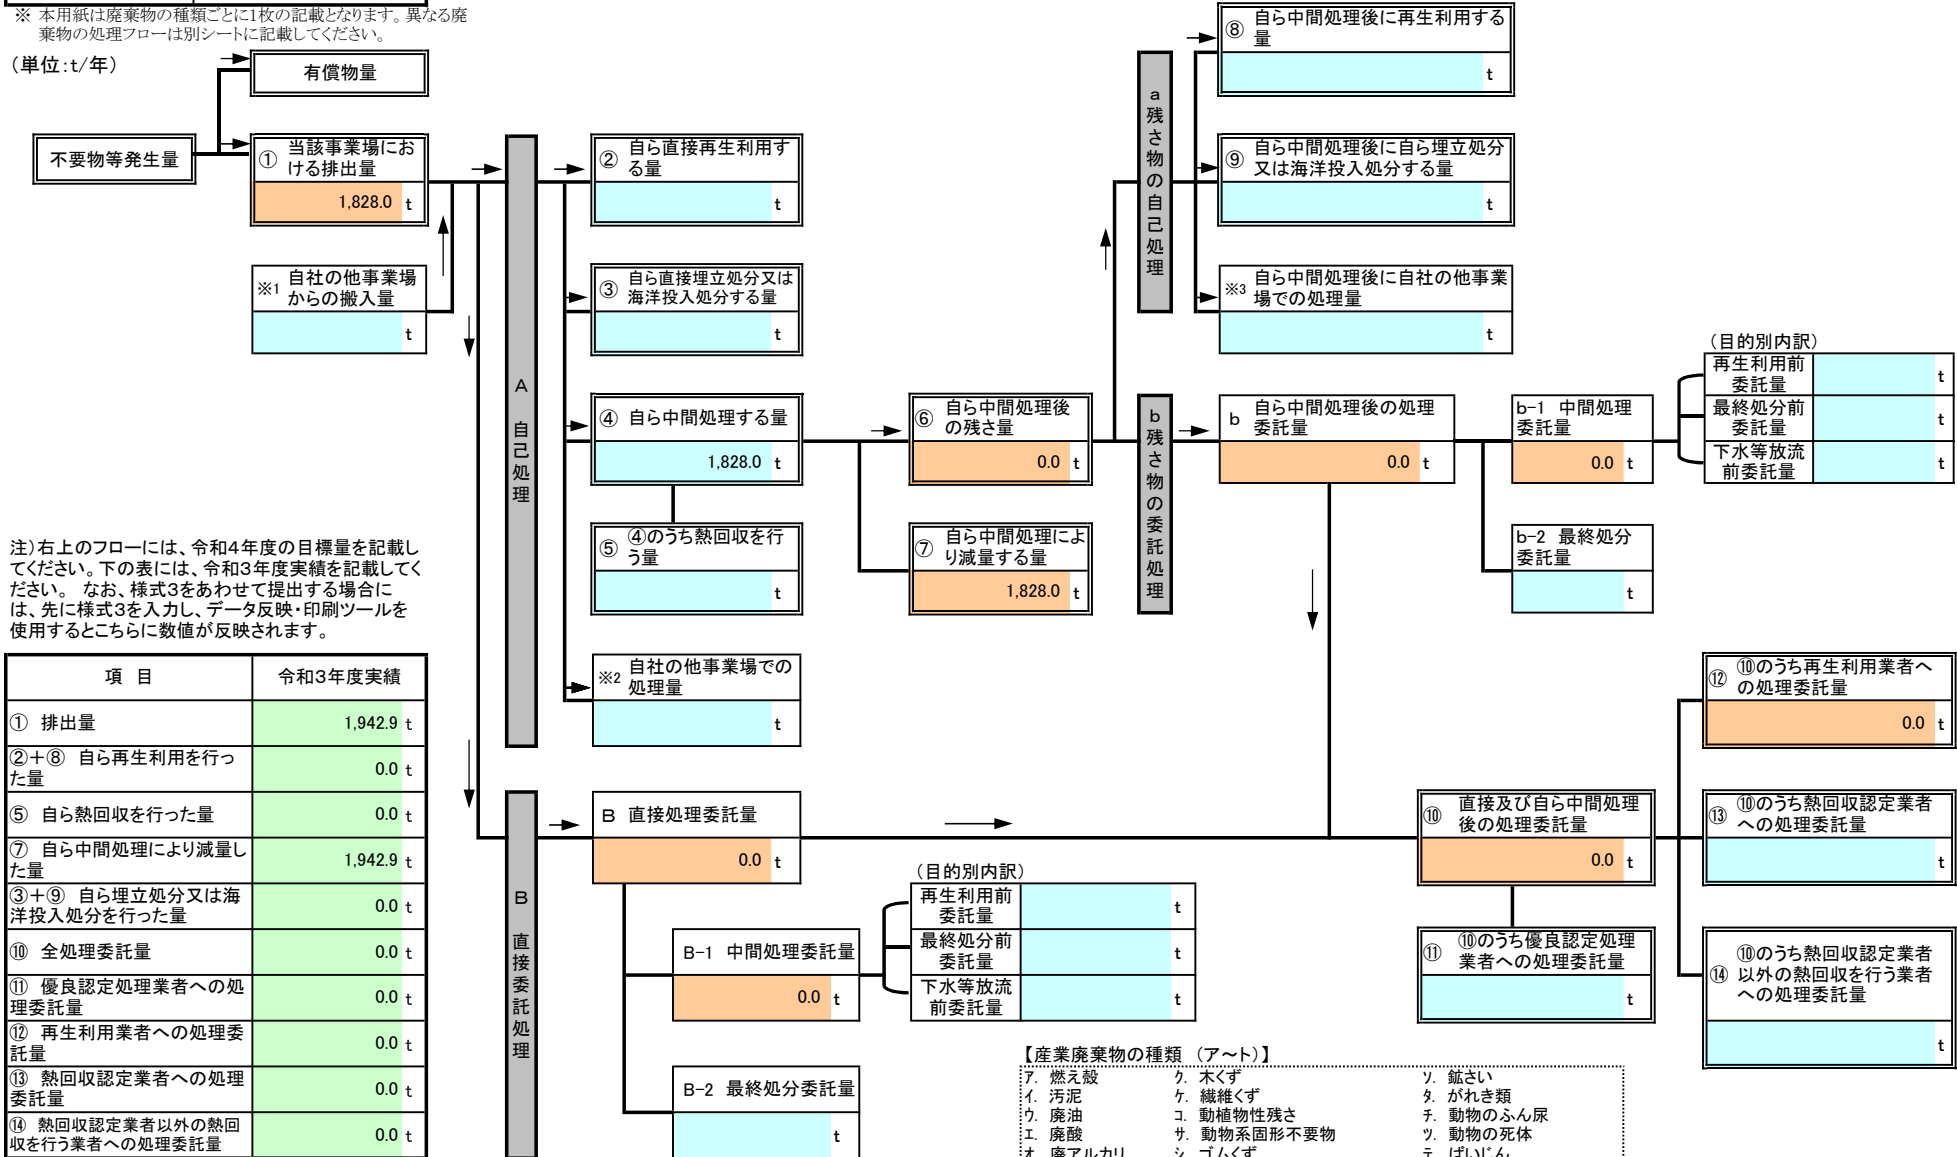 ※ 本用紙は廃棄物の種類ごとに1枚の記載となります。異なる廃
棄物の処理フローは別シートに記載してください。
（単位:t/年）
有償物量
不要物等発生量
① 当該事業場にお
ける排出量
1,828.0 t
※1 自社の他事業場
からの搬入量
t
A 自己処理
② 自ら直接再生利用す
る量
t
③ 自ら直接埋立処分又は
海洋投入処分する量
t
④ 自ら中間処理する量
1,828.0 t
⑤ ④のうち熱回収を行
う量
t
※2 自社の他事業場での
処理量
t
⑥ 自ら中間処理後
の残さ量
0.0 t
⑦ 自ら中間処理によ
り減量する量
1,828.0 t
a 残さ物の自己処理
⑧ 自ら中間処理後に再生利用する
量
t
⑨ 自ら中間処理後に自ら埋立処分
又は海洋投入処分する量
t
※3 自ら中間処理後に自社の他事業
場での処理量
t
b 残さ物の委託処理
b 自ら中間処理後の処理
委託量
0.0 t
b-1 中間処理
委託量
0.0 t
b-2 最終処分
委託量
t
（目的別内訳）
再生利用前
委託量
t
最終処分前
委託量
t
下水等放流
前委託量
t
注）右上のフローには、令和4年度の目標量を記載し
てください。下の表には、令和3年度実績を記載してく
ださい。 なお、様式3をあわせて提出する場合に
は、先に様式3を入力し、データ反映・印刷ツールを
使用するとこちらに数値が反映されます。
項 目 令和3年度実績
① 排出量 1,942.9 t
②＋⑧ 自ら再生利用を行っ
た量 0.0 t
⑤ 自ら熱回収を行った量 0.0 t
⑦ 自ら中間処理により減量し
た量 1,942.9 t
③＋⑨ 自ら埋立処分又は海
洋投入処分を行った量 0.0 t
⑩ 全処理委託量 0.0 t
⑪ 優良認定処理業者への処
理委託量 0.0 t
⑫ 再生利用業者への処理委
託量 0.0 t
⑬ 熱回収認定業者への処理
委託量 0.0 t
⑭ 熱回収認定業者以外の熱回
収を行う業者への処理委託量 0.0 t
B 直接委託処理
B 直接処理委託量
0.0 t
B-1 中間処理委託量
0.0 t
B-2 最終処分委託量
t
（目的別内訳）
再生利用前
委託量
t
最終処分前
委託量
t
下水等放流
前委託量
t
⑩ 直接及び自ら中間処理
後の処理委託量
0.0 t
⑪ ⑩のうち優良認定処理
業者への処理委託量
t
⑫ ⑩のうち再生利用業者へ
の処理委託量
0.0 t
⑬ ⑩のうち熱回収認定業者
への処理委託量
t
⑭ ⑩のうち熱回収認定業者
以外の熱回収を行う業者
への処理委託量
t
【産業廃棄物の種類 （ア～ト）】
ア. 燃え殻 ク. 木くず ソ. 鉱さい
イ. 汚泥 ケ. 繊維くず タ. がれき類
ウ. 廃油 コ. 動植物性残さ チ. 動物のふん尿
エ. 廃酸 サ. 動物系固形不要物 ツ. 動物の死体
オ. 廃アルカリ シ. ゴムくず テ. ばいじん